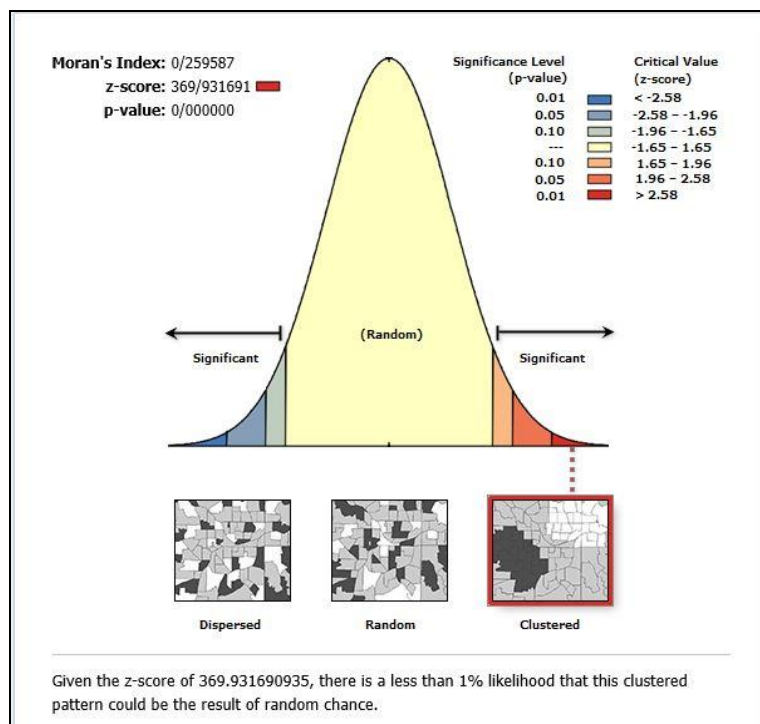 Moran's Index: 0/259587
z-score: 369/931691
p-value: 0/000000
Significance Level
(p-value)
Critical Value
(z-score)
0.01 < -2.58
0.05 -2.58 – -1.96
0.10 -1.96 – -1.65
--- -1.65 – 1.65
0.10 1.65 – 1.96
0.05 1.96 – 2.58
0.01 > 2.58
(Random)
Significant Significant
Dispersed Random Clustered
Given the z-score of 369.931690935, there is a less than 1% likelihood that this clustered
pattern could be the result of random chance.